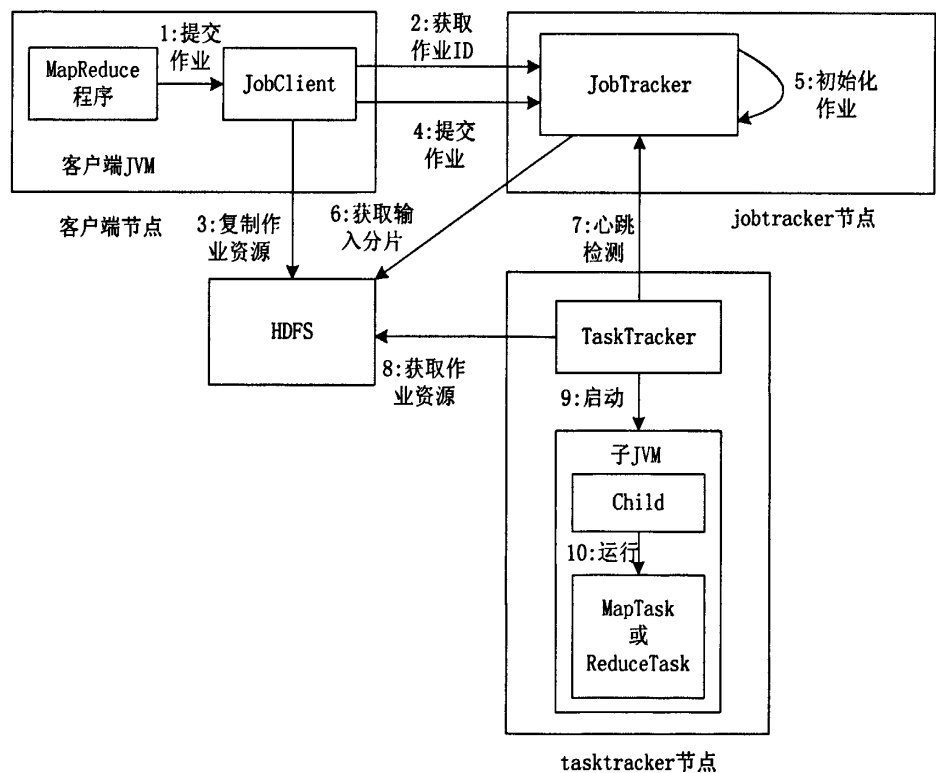 1:提交
作业
MapReduce
程序
JobClient
客户端JVM
客户端节点
2:获取
作业ID
4:提交
作业
JobTracker
5:初始化
作业
jobtracker节点
3:复制作
业资源
6:获取输
入分片
7:心跳
检测
HDFS
TaskTracker
8:获取作
业资源
9:启动
子JVM
Child
10:运行
MapTask
或
ReduceTask
tasktracker节点